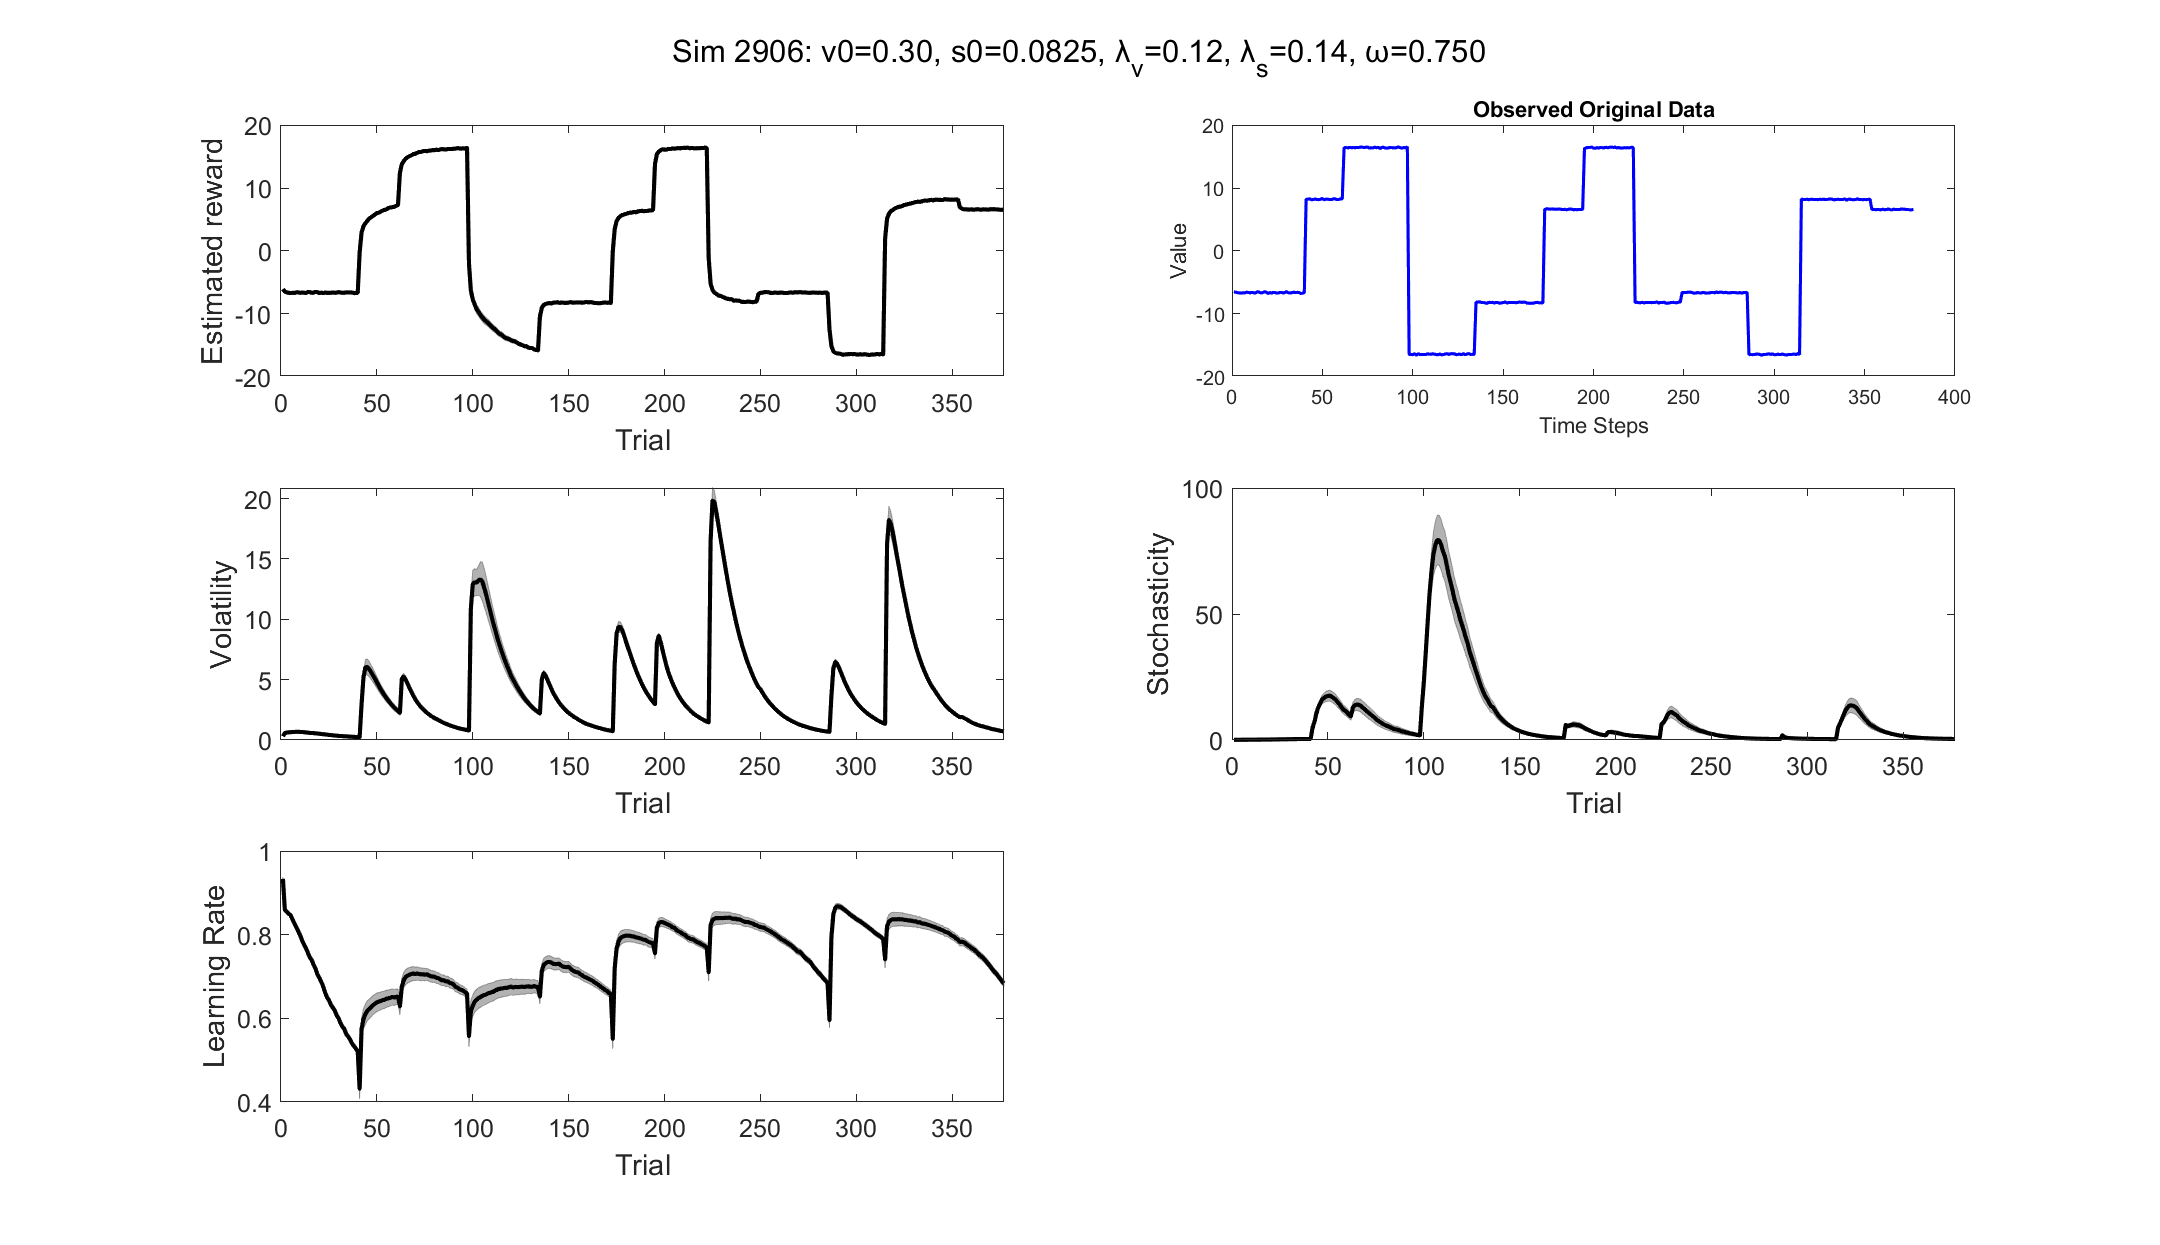 Sim 2906: v0=0.30, s0=0.0825, λ_v=0.12, λ_s=0.14, ω=0.750
20
10
0
-10
-20
Estimated reward
0 50 100 150 200 250 300 350
Trial
Observed Original Data
20
10
0
-10
-20
Value
0 50 100 150 200 250 300 350 400
Time Steps
20
15
10
5
0
Volatility
0 50 100 150 200 250 300 350
Trial
100
50
0
Stochasticity
0 50 100 150 200 250 300 350
Trial
1
0.8
0.6
0.4
Learning Rate
0 50 100 150 200 250 300 350
Trial